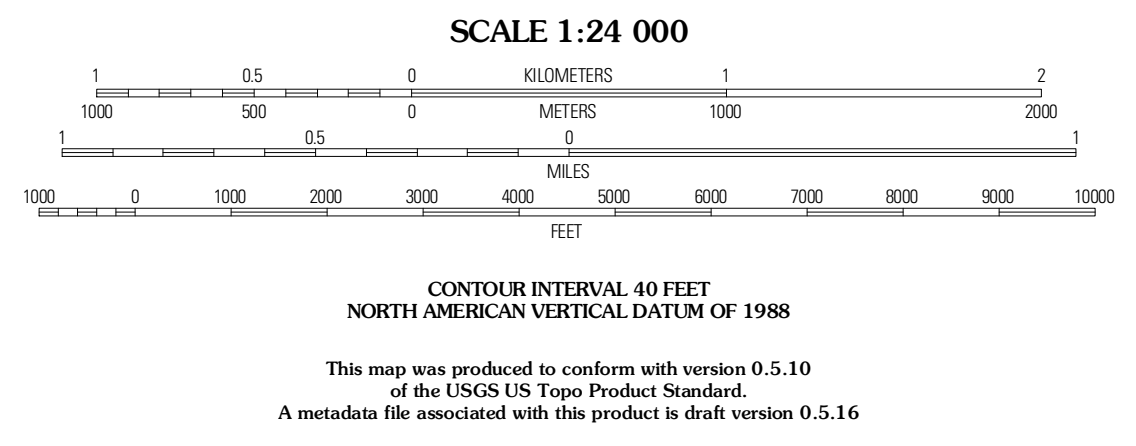 SCALE 1:24 000
1 0.5 0 KILOMETERS 1 2
1000 500 0 METERS 1000 2000
1 0.5 0 1
MILES
1000 0 1000 2000 3000 4000 5000 6000 7000 8000 9000 10000
FEET
CONTOUR INTERVAL 40 FEET
NORTH AMERICAN VERTICAL DATUM OF 1988
This map was produced to conform with version 0.5.10
of the USGS US Topo Product Standard.
A metadata file associated with this product is draft version 0.5.16